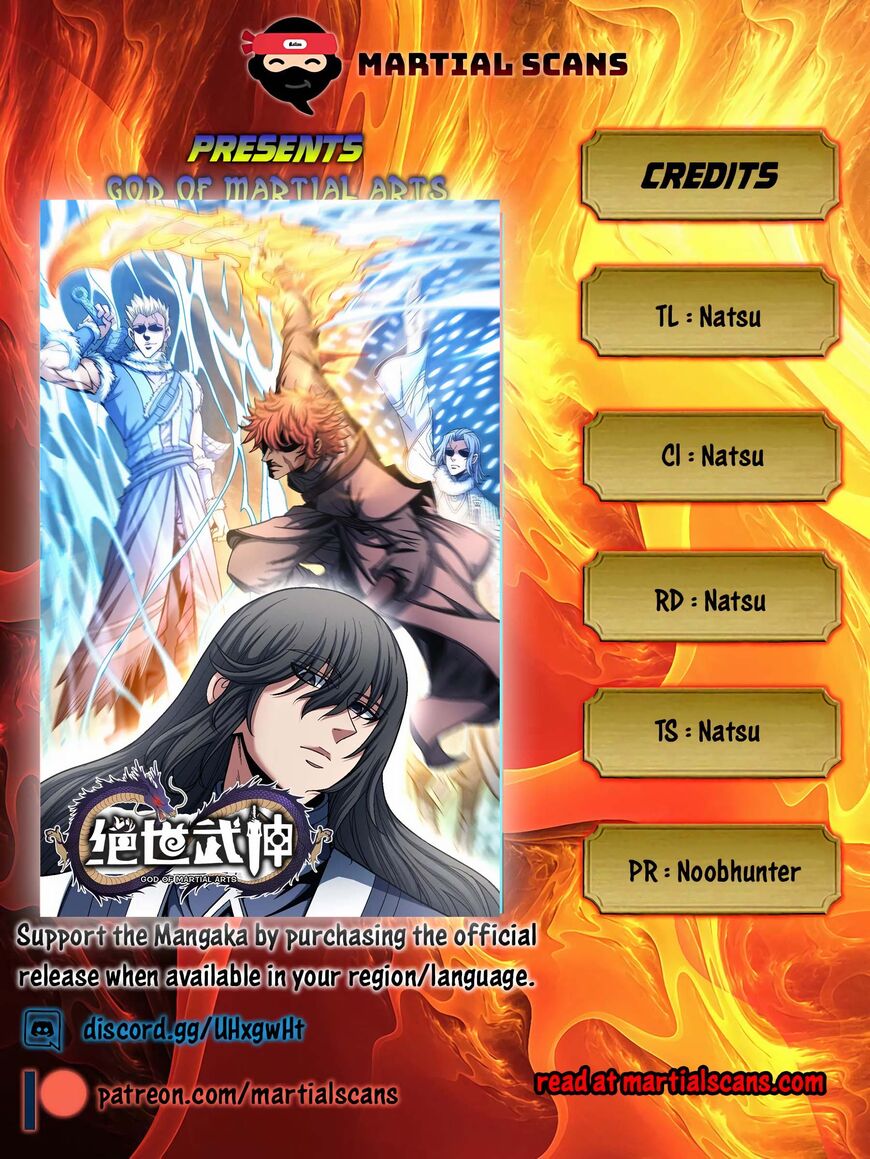 Balim
MARTIAL SCANS
PRESENTS
GOD OF MARTIAL ARTS
CREDITS
TL : Natsu
Cl : Natsu
RD : Natsu
TS : Natsu
PR : Noobhunter
绝世武神
GOD OF MARTIAL ARTS
Support the Mangaka by purchasing the official
release when available in your region/language.
discord.gg/UHxgwHt
patreon.com/martialscans
read at martialscans.com